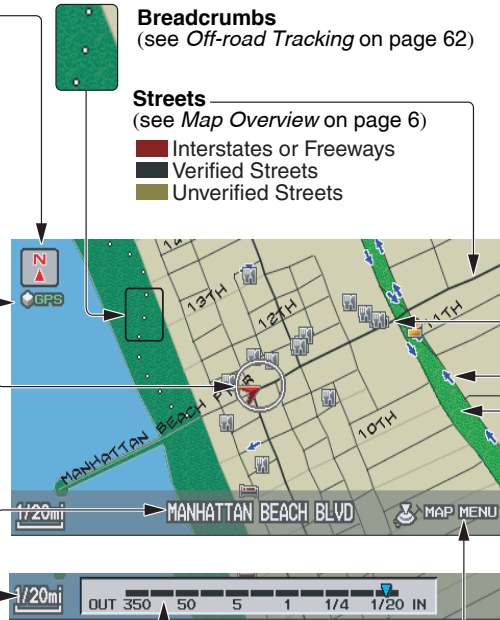 Breadcrumbs
(see Off-road Tracking on page 62)
Streets
(see Map Overview on page 6)
Interstates or Freeways
Verified Streets
Unverified Streets
N
GPS
13TH
12TH
11TH
10TH
MANHATTAN BEACH PIER
1/20mi
MANHATTAN BEACH BLVD
MAP MENU
1/20mi
OUT 350 50 5 1 1/4 1/20 IN